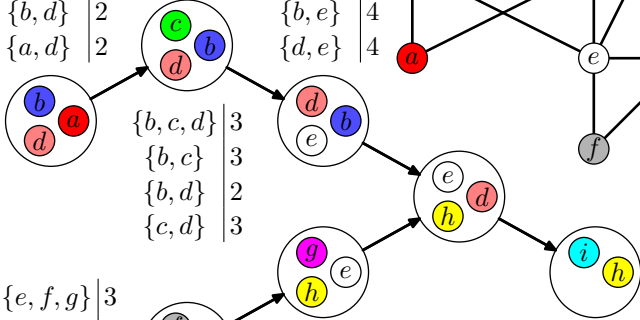 {b, d} 2
{a, d} 2
b
a
d
c
b
d
{b, c, d} 3
{b, c} 3
{b, d} 2
{c, d} 3
{b, e} 4
{d, e} 4
d
b
e
a
e
f
e
d
h
g
e
h
i
h
{e, f, g} 3